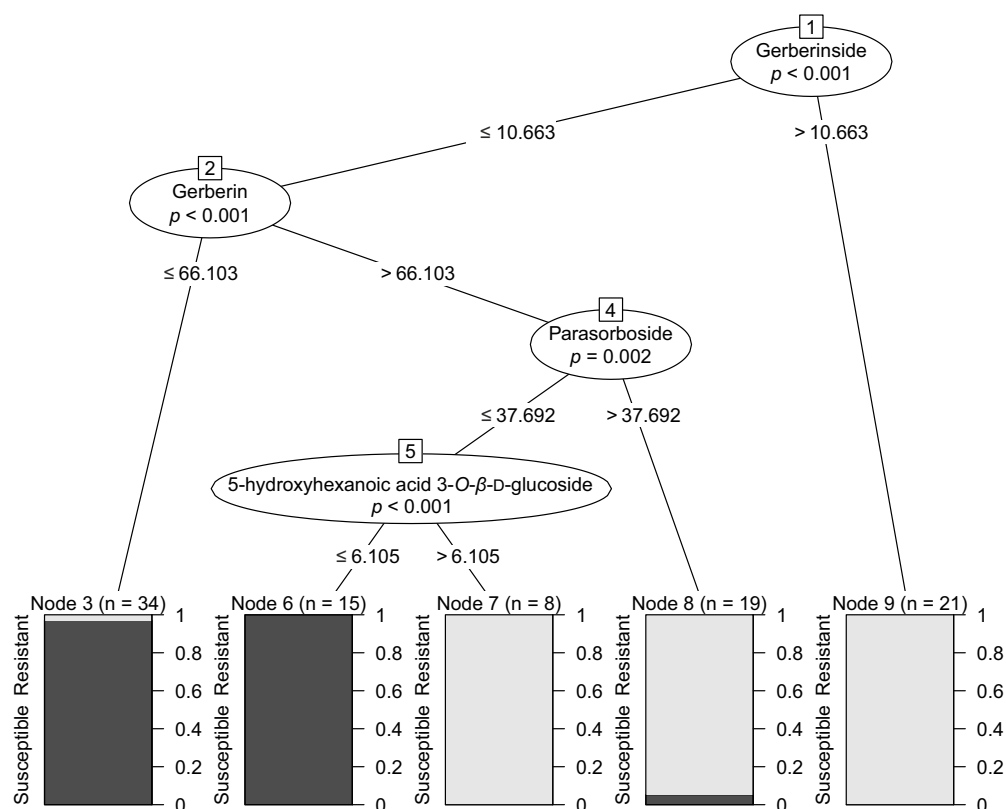 1
Gerberinside
p < 0.001
≤ 10.663
> 10.663
2
Gerberin
p < 0.001
≤ 66.103
> 66.103
4
Parasorboside
p = 0.002
≤ 37.692
> 37.692
5
5-hydroxyhexanoic acid 3-O-β-D-glucoside
p < 0.001
≤ 6.105
> 6.105
Node 3 (n = 34)
Susceptible Resistant
1
0.8
0.6
0.4
0.2
0
Node 6 (n = 15)
Susceptible Resistant
1
0.8
0.6
0.4
0.2
0
Node 7 (n = 8)
Susceptible Resistant
1
0.8
0.6
0.4
0.2
0
Node 8 (n = 19)
Susceptible Resistant
1
0.8
0.6
0.4
0.2
0
Node 9 (n = 21)
Susceptible Resistant
1
0.8
0.6
0.4
0.2
0